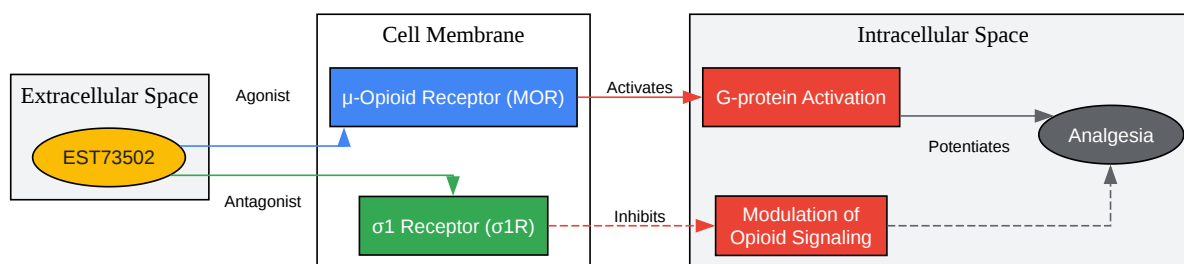 Extracellular Space
EST73502
Agonist
Antagonist
Cell Membrane
μ-Opioid Receptor (MOR)
σ1 Receptor (σ1R)
Activates
Inhibits
Intracellular Space
G-protein Activation
Modulation of
Opioid Signaling
Potentiates
Analgesia